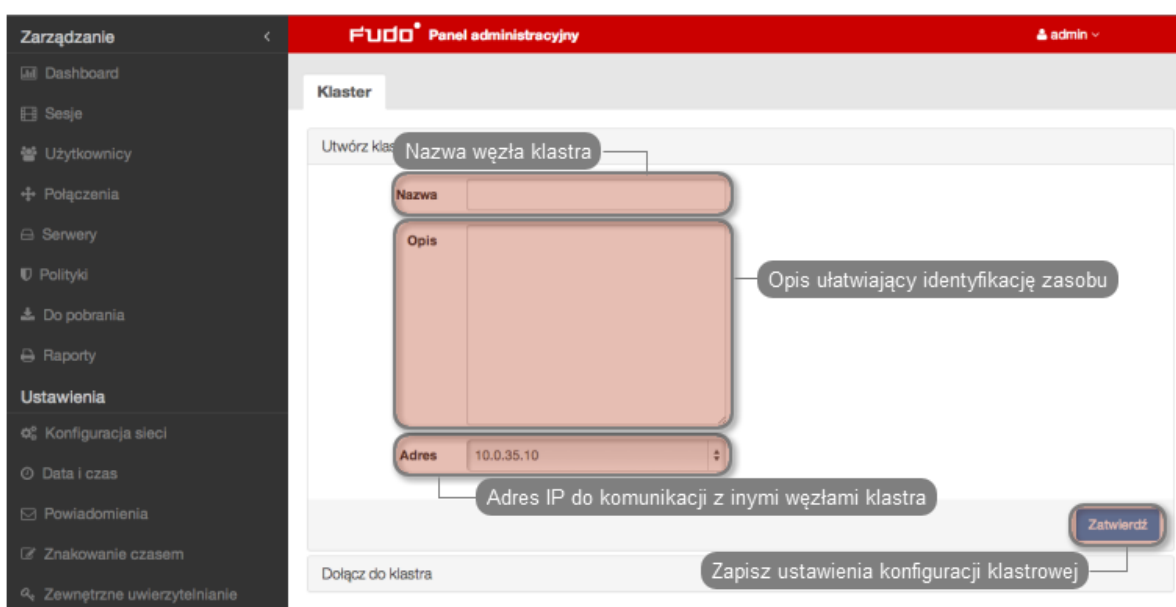 Zarządzanie
FUDO Panel administracyjny
admin
Dashboard
Sesje
Użytkownicy
Połączenia
Serwery
Polityki
Do pobrania
Raporty
Ustawienia
Konfiguracja sieci
Data i czas
Powiadomienia
Znakowanie czasem
Zewnętrzne uwierzytelnianie
Klaster
Utwórz klas
Nazwa węzła klastra
Nazwa
Opis
Opis ułatwiający identyfikację zasobu
Adres
10.0.35.10
Adres IP do komunikacji z inymi węzłami klastra
Zatwierdź
Dołącz do klastra
Zapisz ustawienia konfiguracji klastrowej